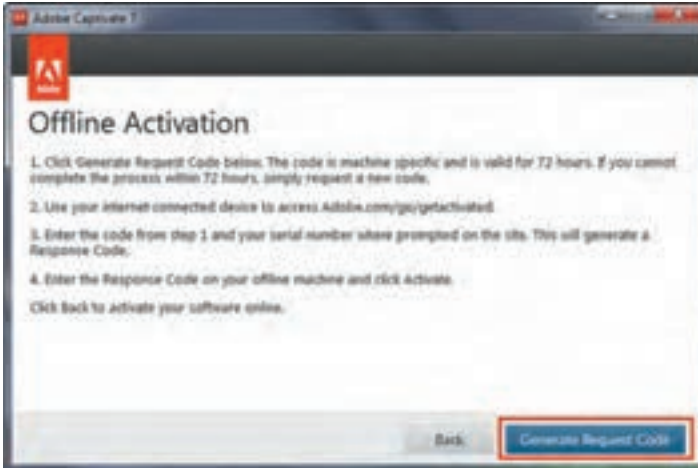 Adobe Captivate 7
Adobe
Offline Activation
1. Click Generate Request Code below. The code is machine specific and is valid for 72 hours. If you cannot
complete the process within 72 hours, simply request a new code.
2. Use your internet-connected device to access Adobe.com/go/getactivated.
3. Enter the code from step 1 and your serial number where prompted on the site. This will generate a
Response Code.
4. Enter the Response Code on your offline machine and click Activate.
Click Back to activate your software online.
Back
Generate Request Code